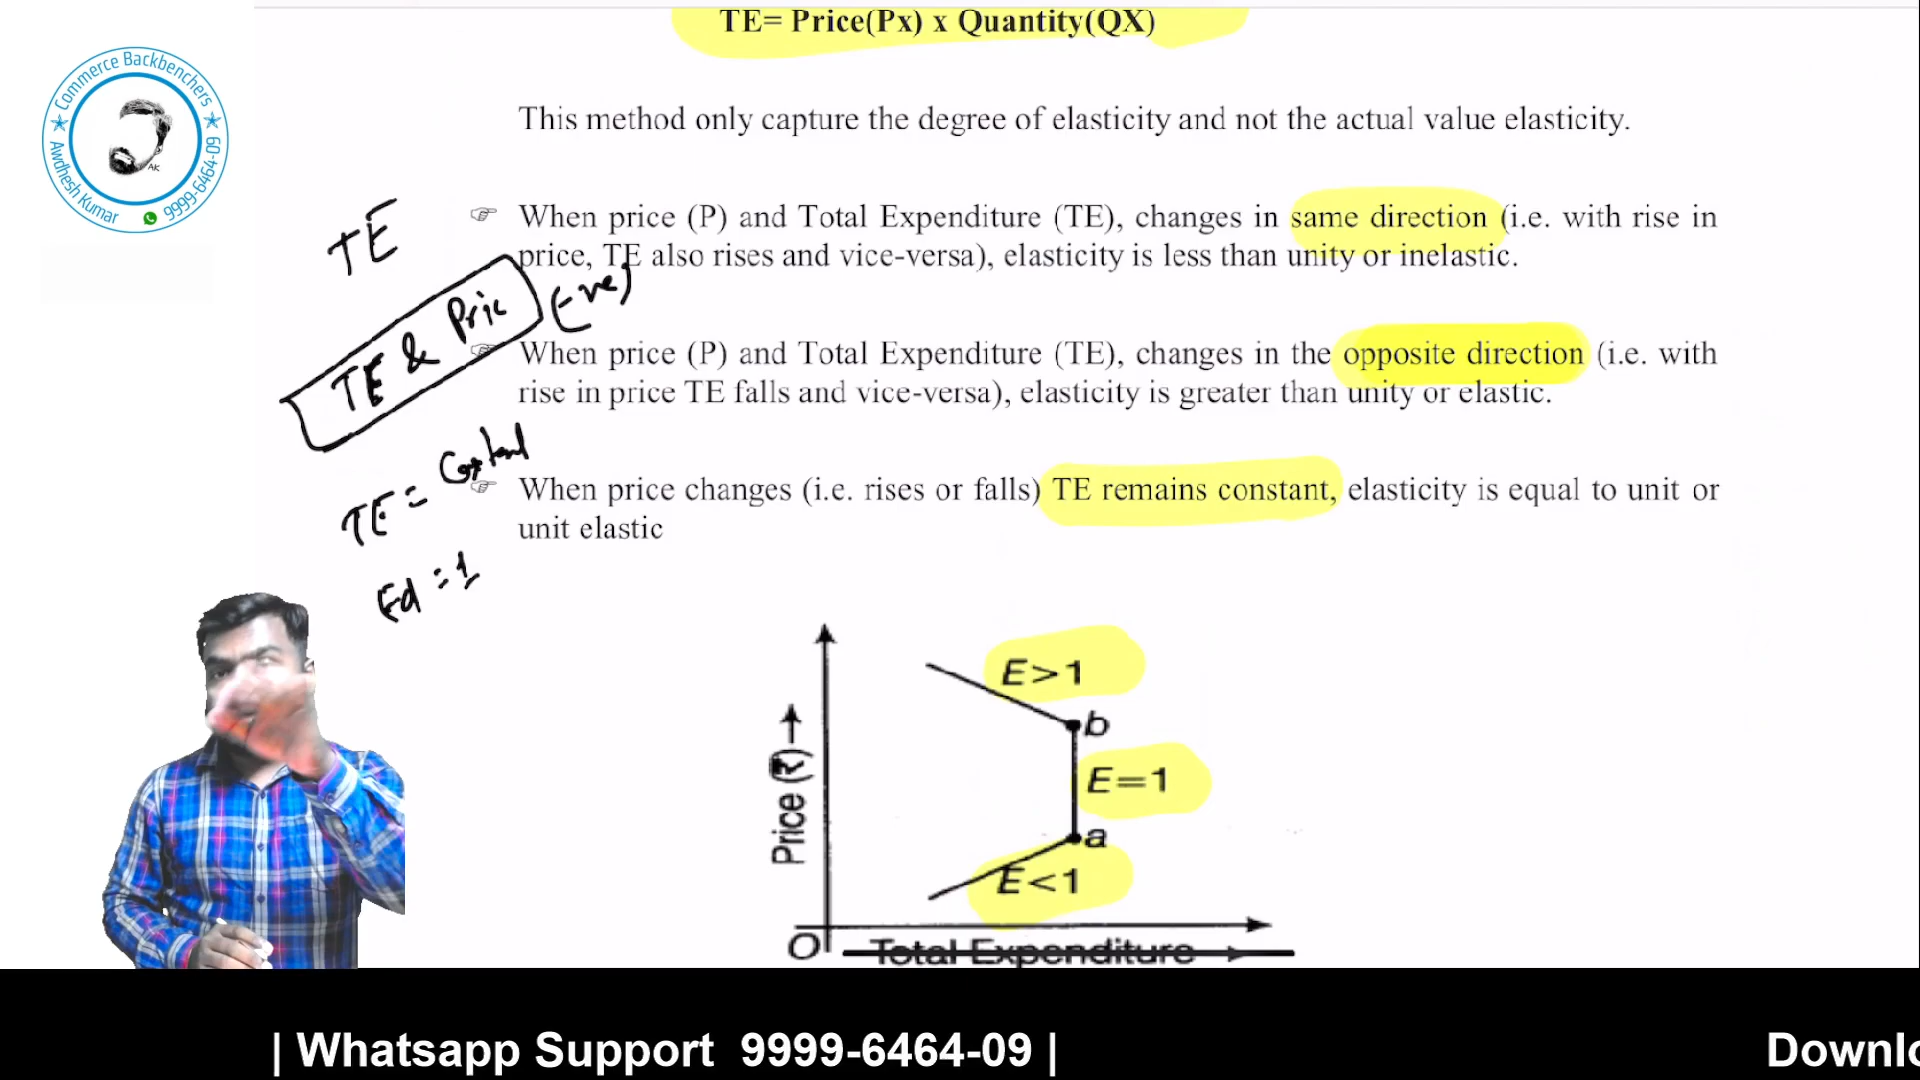 TE= Price(Px) x Quantity(QX)
Commerce Backbenchers
Awdhesh Kumar
9999-6464-09
AK
This method only capture the degree of elasticity and not the actual value elasticity.
TE
When price (P) and Total Expenditure (TE), changes in same direction (i.e. with rise in
price, TE also rises and vice-versa), elasticity is less than unity or inelastic.
TE & Pric (-ve)
When price (P) and Total Expenditure (TE), changes in the opposite direction (i.e. with
rise in price TE falls and vice-versa), elasticity is greater than unity or elastic.
TE =
When price changes (i.e. rises or falls) TE remains constant, elasticity is equal to unit or
unit elastic
Ed = 1
E>1
b
E=1
a
E<1
Price (₹)
O
Total Expenditure
| Whatsapp Support 9999-6464-09 |
Downlo